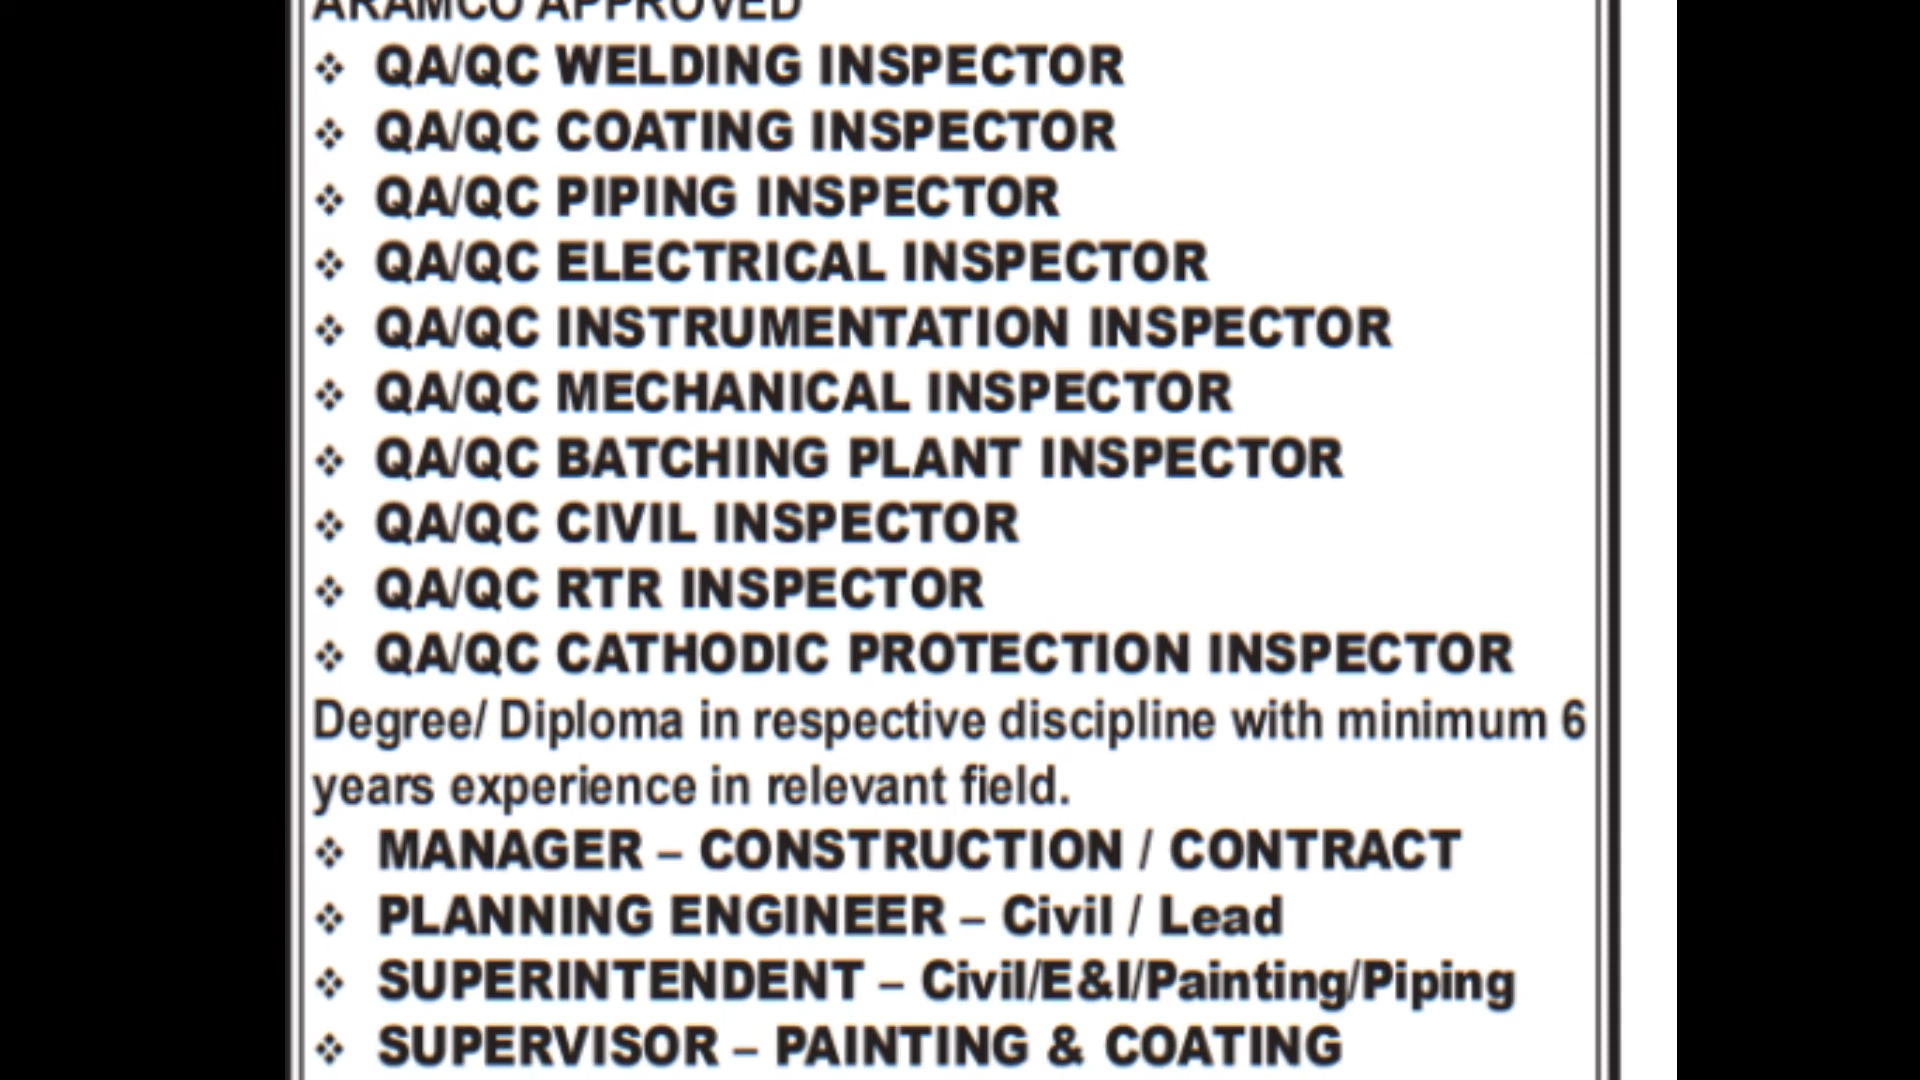 ARAMCO APPROVED
❖ QA/QC WELDING INSPECTOR
❖ QA/QC COATING INSPECTOR
❖ QA/QC PIPING INSPECTOR
❖ QA/QC ELECTRICAL INSPECTOR
❖ QA/QC INSTRUMENTATION INSPECTOR
❖ QA/QC MECHANICAL INSPECTOR
❖ QA/QC BATCHING PLANT INSPECTOR
❖ QA/QC CIVIL INSPECTOR
❖ QA/QC RTR INSPECTOR
❖ QA/QC CATHODIC PROTECTION INSPECTOR
Degree/ Diploma in respective discipline with minimum 6
years experience in relevant field.
❖ MANAGER – CONSTRUCTION / CONTRACT
❖ PLANNING ENGINEER – Civil / Lead
❖ SUPERINTENDENT – Civil/E&I/Painting/Piping
❖ SUPERVISOR – PAINTING & COATING